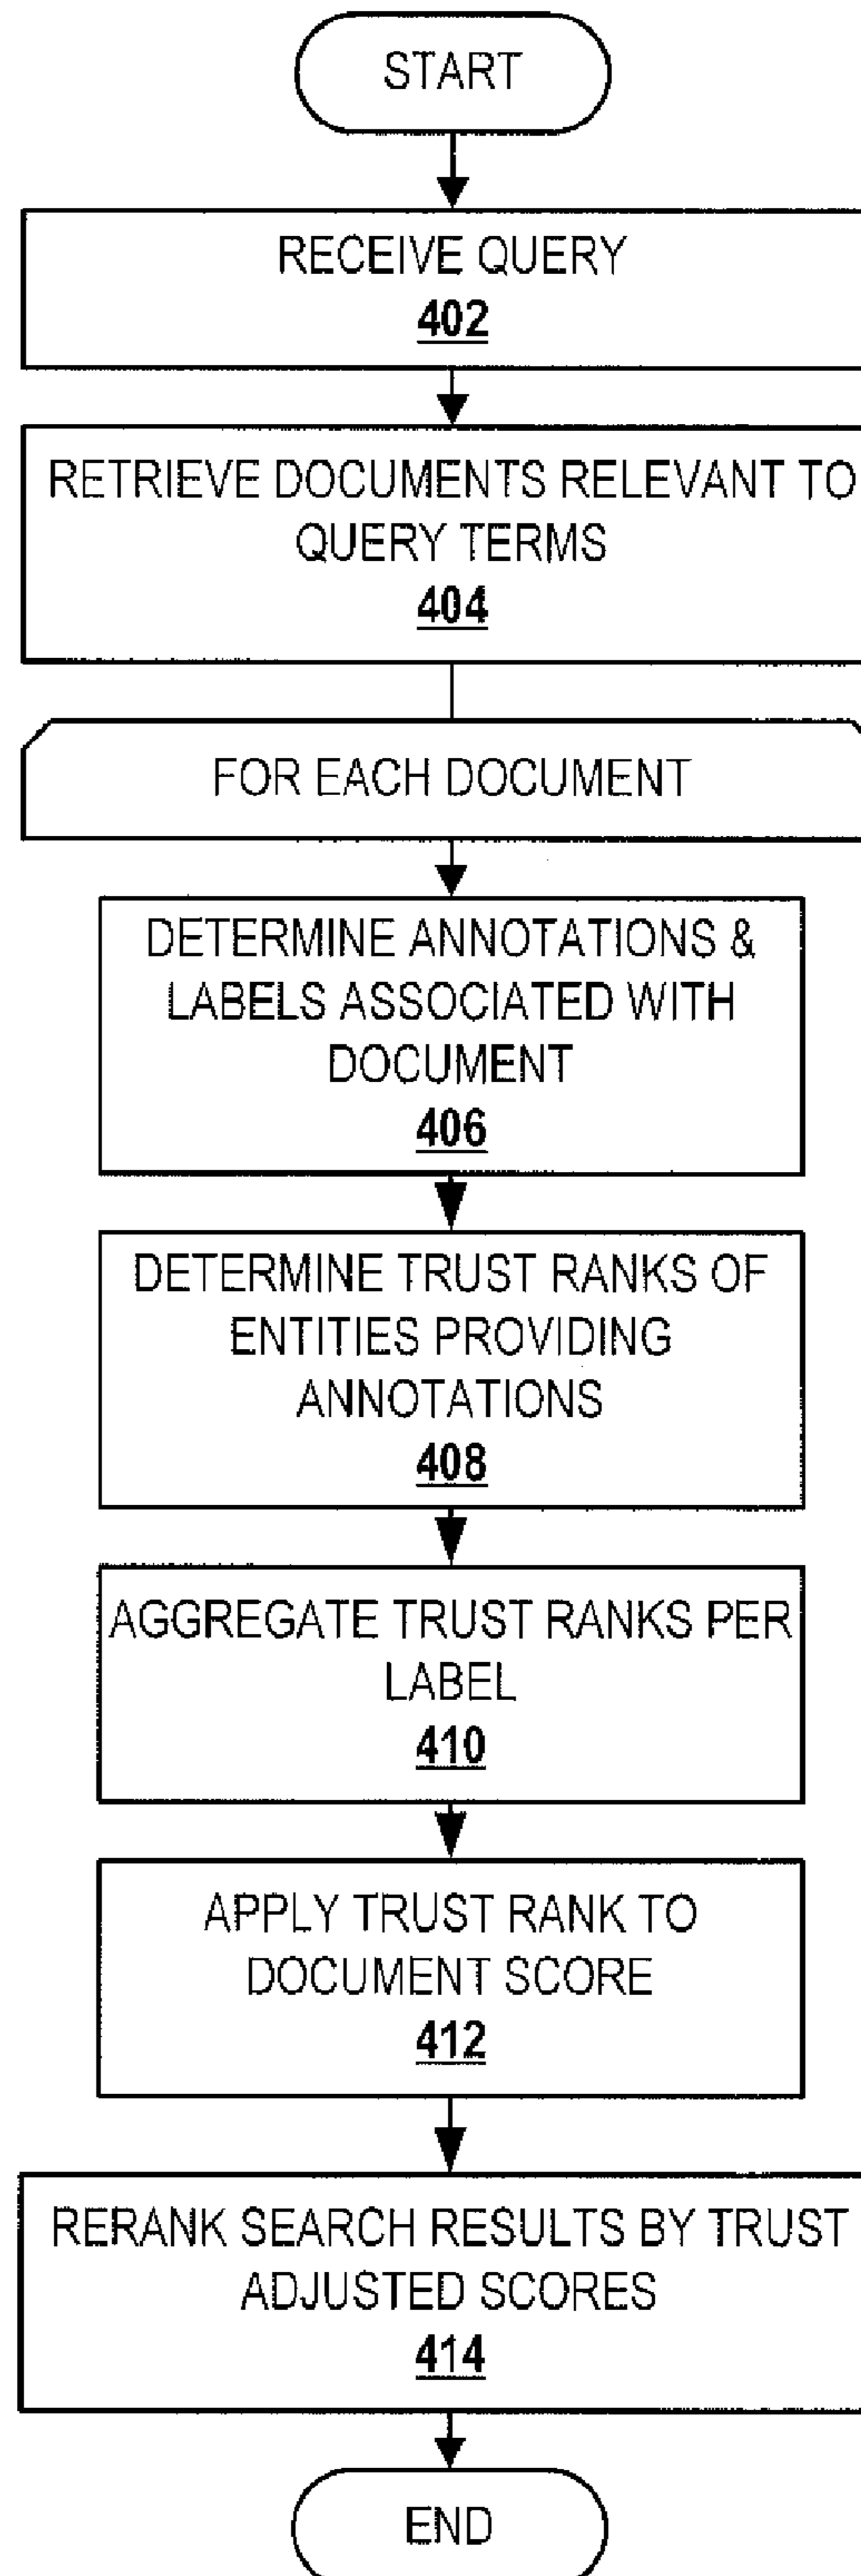 START
RECEIVE QUERY
402
RETRIEVE DOCUMENTS RELEVANT TO
QUERY TERMS
404
FOR EACH DOCUMENT
DETERMINE ANNOTATIONS &
LABELS ASSOCIATED WITH
DOCUMENT
406
DETERMINE TRUST RANKS OF
ENTITIES PROVIDING
ANNOTATIONS
408
AGGREGATE TRUST RANKS PER
LABEL
410
APPLY TRUST RANK TO
DOCUMENT SCORE
412
RERANK SEARCH RESULTS BY TRUST
ADJUSTED SCORES
414
END